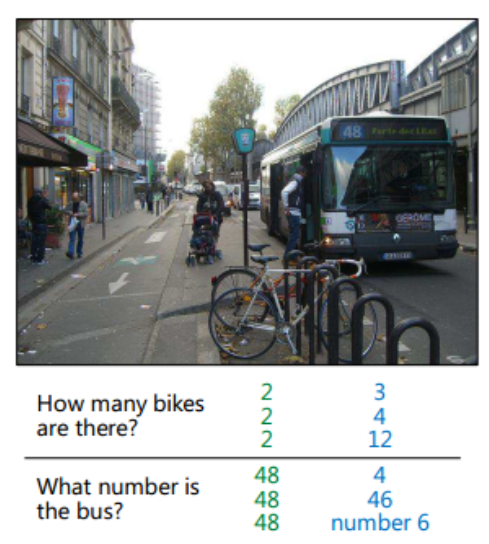 48 Porte des Lilas
GEROME
How many bikes
are there?
2 3
2 4
2 12
What number is
the bus?
48 4
48 46
48 number 6